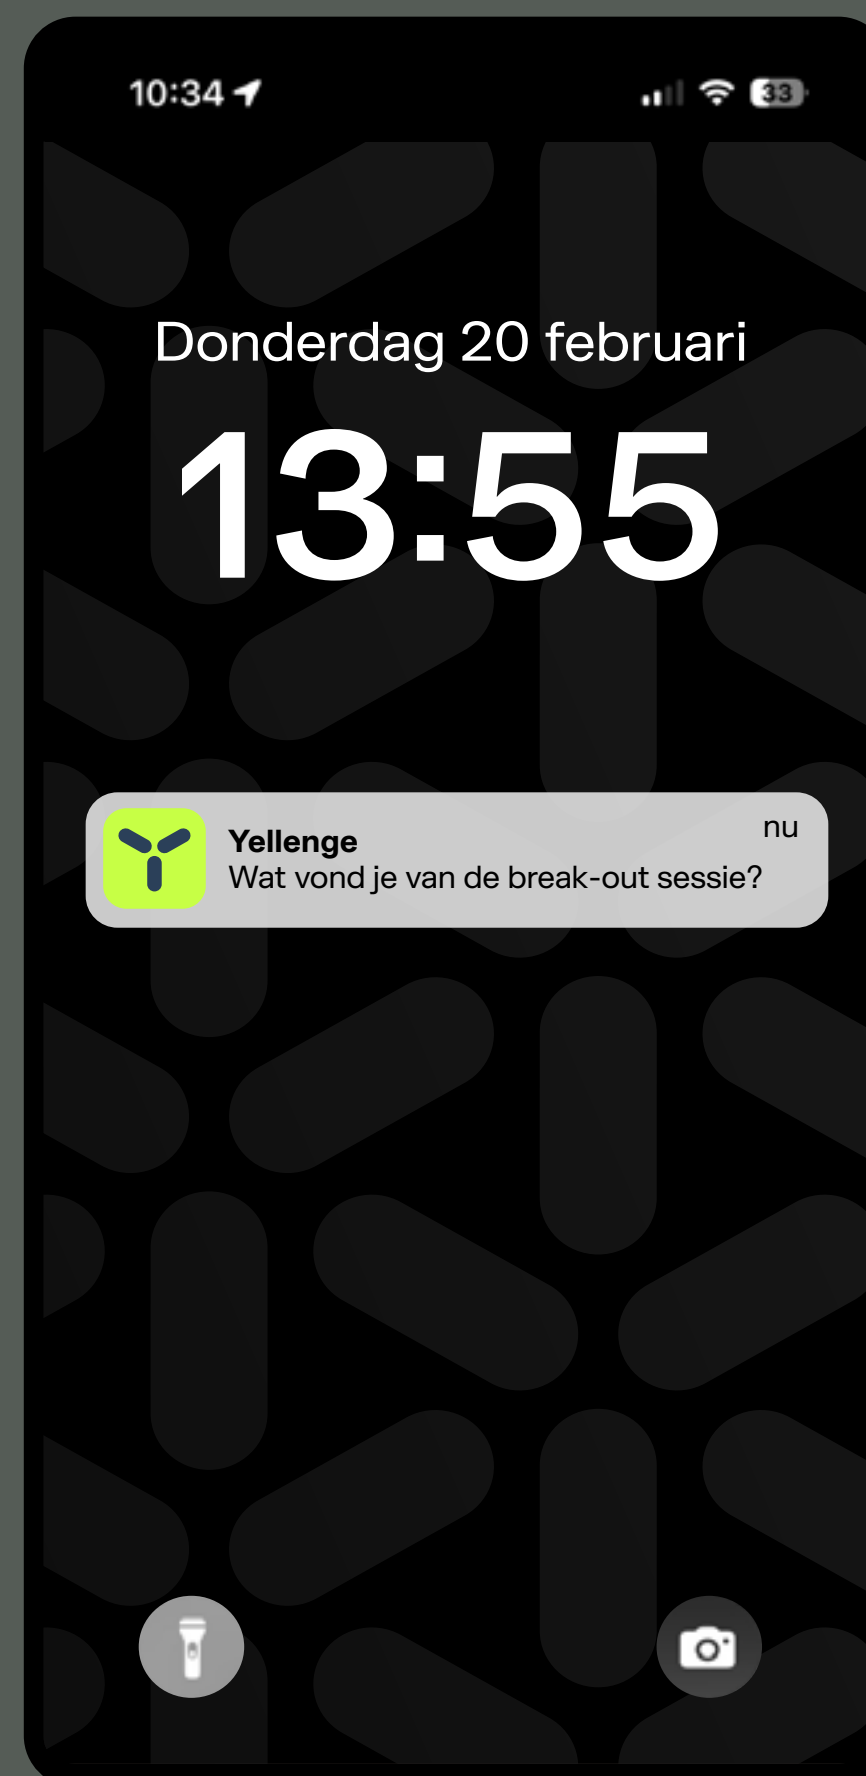 10:34
33
Donderdag 20 februari
13:55
Yellenge
nu
Wat vond je van de break-out sessie?